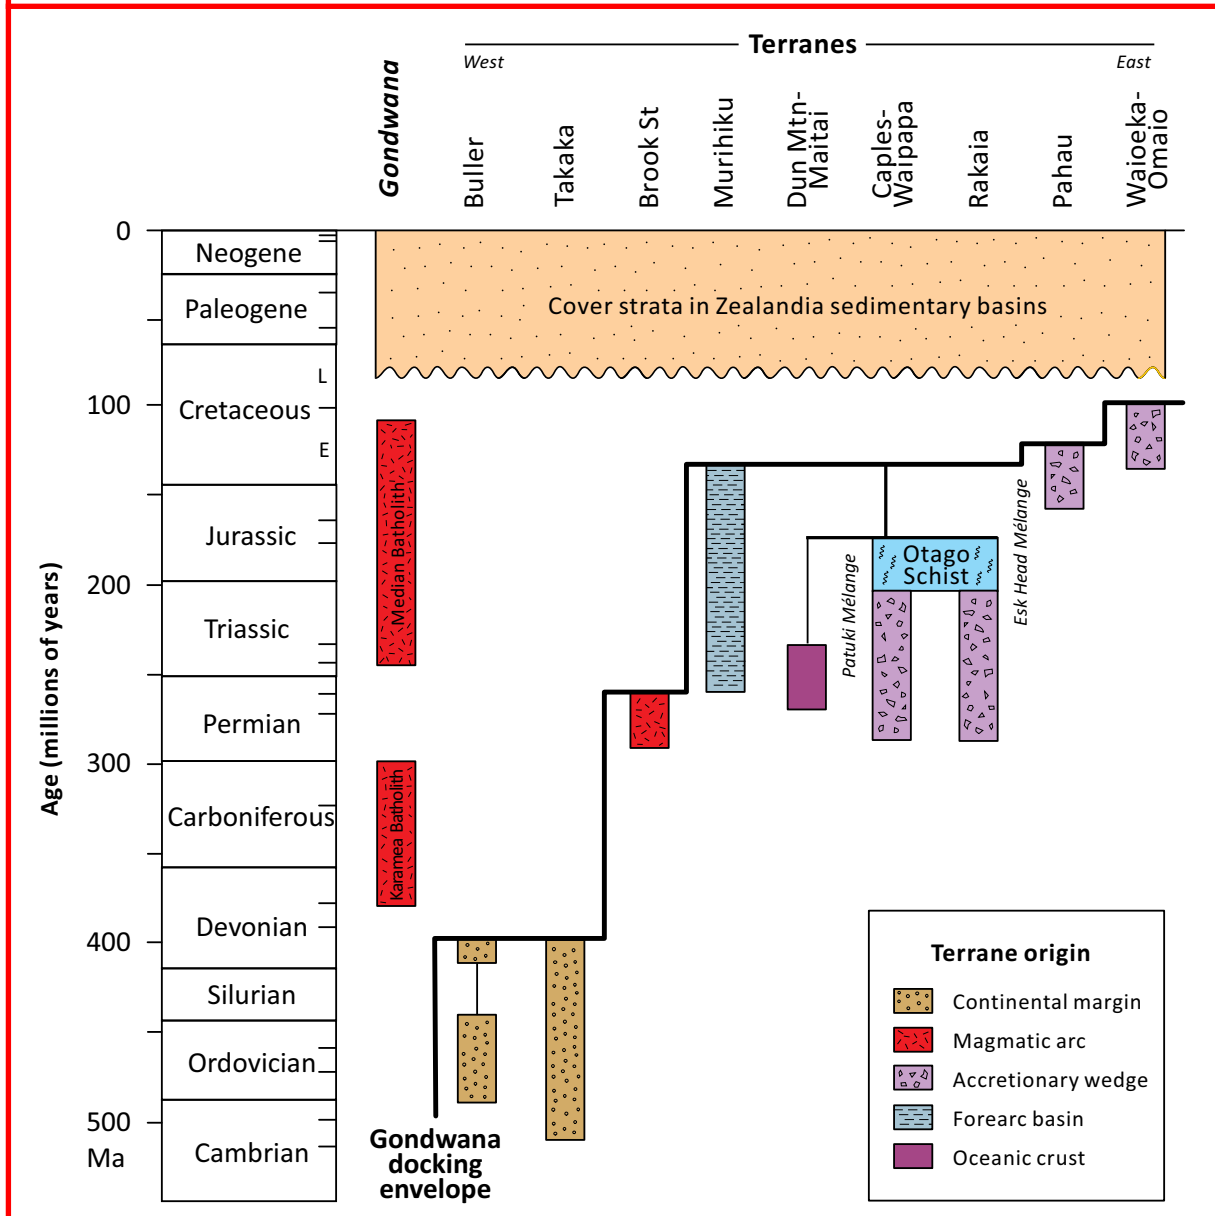 Terranes
West
East
Gondwana
Buller
Takaka
Brook St
Murihiku
Dun Mtn-
Maitai
Caples-
Waipapa
Rakaia
Pahau
Waioeka-
Omaio
Age (millions of years)
0
100
200
300
400
500
Ma
Neogene
Paleogene
Cretaceous
L
E
Jurassic
Triassic
Permian
Carboniferous
Devonian
Silurian
Ordovician
Cambrian
Cover strata in Zealandia sedimentary basins
Median Batholith
Karamea Batholith
Patuki Mélange
Otago
Schist
Esk Head Mélange
Gondwana
docking
envelope
Terrane origin
Continental margin
Magmatic arc
Accretionary wedge
Forearc basin
Oceanic crust